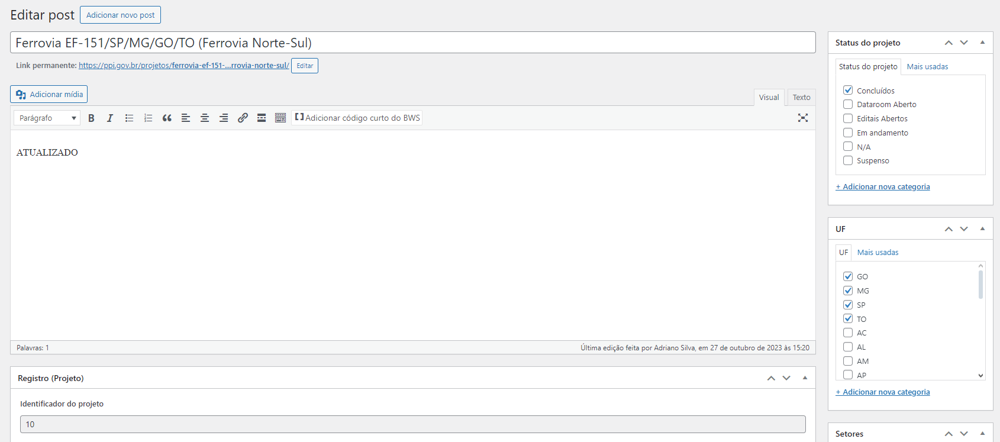 Editar post Adicionar novo post
Ferrovia EF-151/SP/MG/GO/TO (Ferrovia Norte-Sul)
Link permanente: https://ppi.gov.br/projetos/ferrovia-ef-151-...rrovia-norte-sul/ Editar
Adicionar mídia
Visual Texto
Parágrafo B I Adicionar código curto do BWS
ATUALIZADO
Palavras: 1 Última edição feita por Adriano Silva, em 27 de outubro de 2023 às 15:20
Registro (Projeto)
Identificador do projeto
10
Status do projeto
Status do projeto Mais usadas
Concluídos
Dataroom Aberto
Editais Abertos
Em andamento
N/A
Suspenso
+ Adicionar nova categoria
UF
UF Mais usadas
GO
MG
SP
TO
AC
AL
AM
AP
+ Adicionar nova categoria
Setores